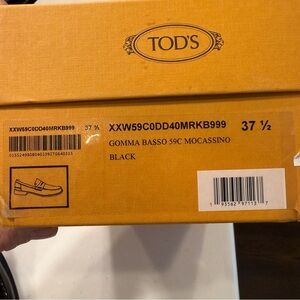 TOD'S
XXW59C0DD40MRKB999 37 ½
XXW59C0DD40MRKB999 37 ½
GOMMA BASSO 59C MOCASSINO
BLACK